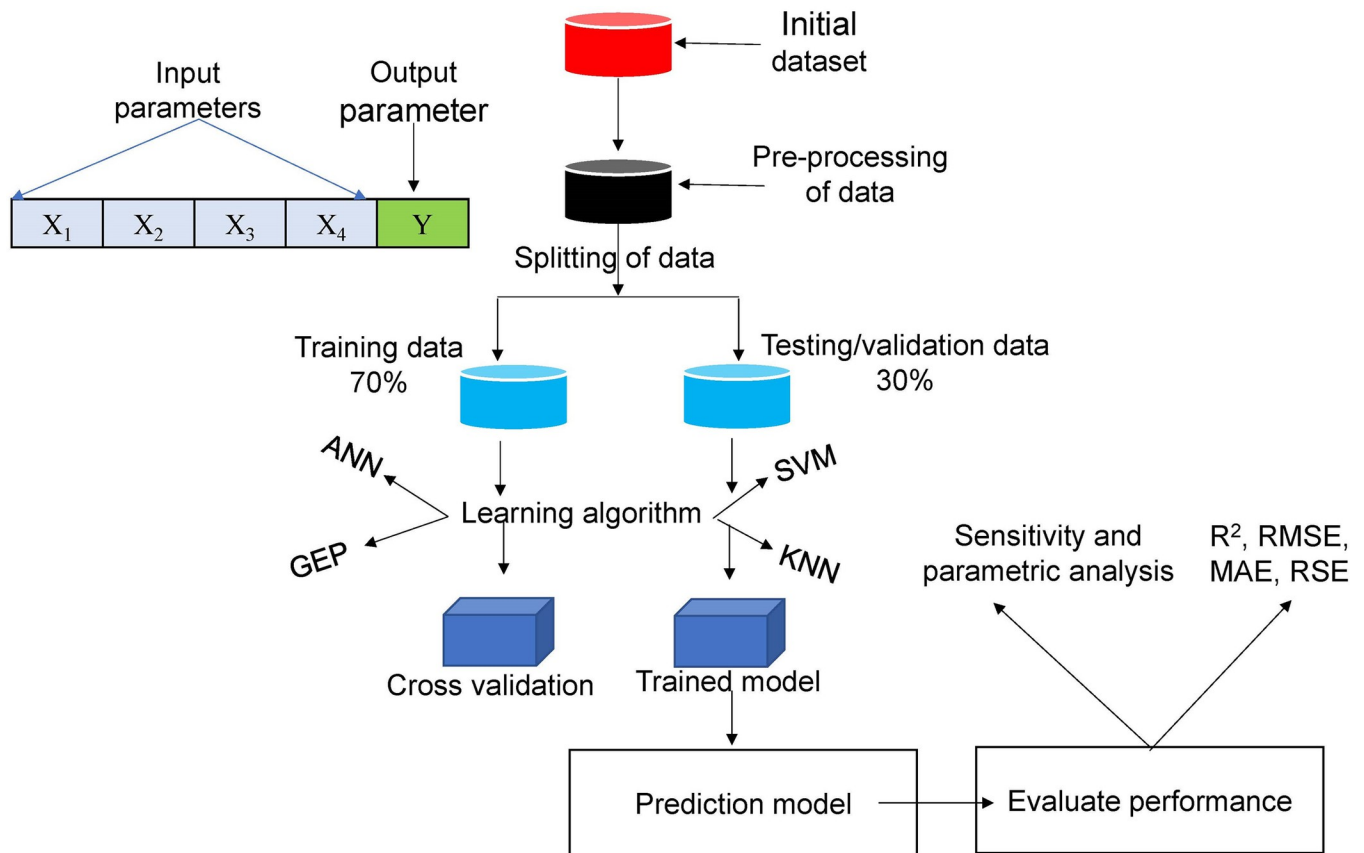 Initial
dataset
Input
parameters
Output
parameter
Pre-processing
of data
X₁ X₂ X₃ X₄ Y
Splitting of data
Training data
70%
Testing/validation data
30%
ANN
SVM
Learning algorithm
GEP
KNN
Sensitivity and
parametric analysis
R², RMSE,
MAE, RSE
Cross validation
Trained model
Prediction model
Evaluate performance